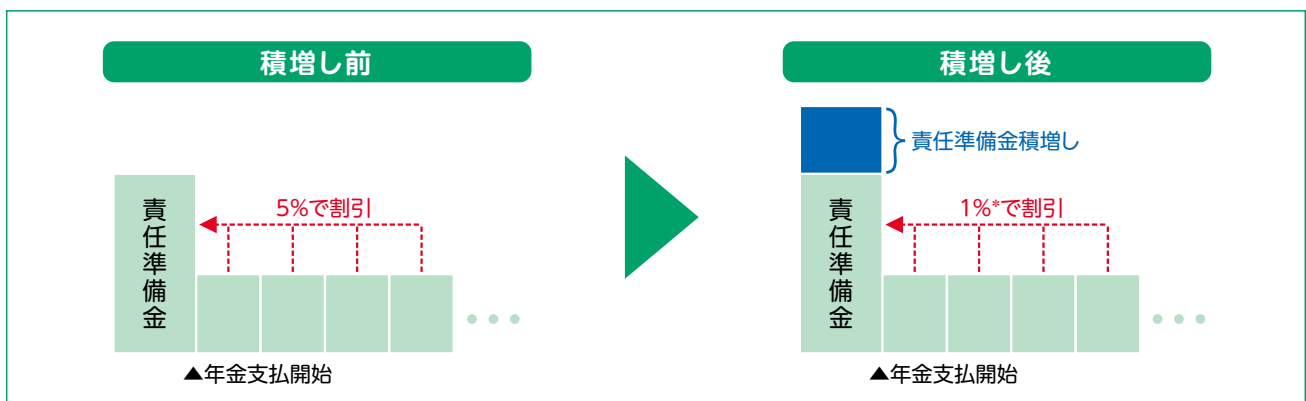 積増し前
責任準備金
5%で割引
▲年金支払開始
積増し後
責任準備金積増し
責任準備金
1%*で割引
▲年金支払開始